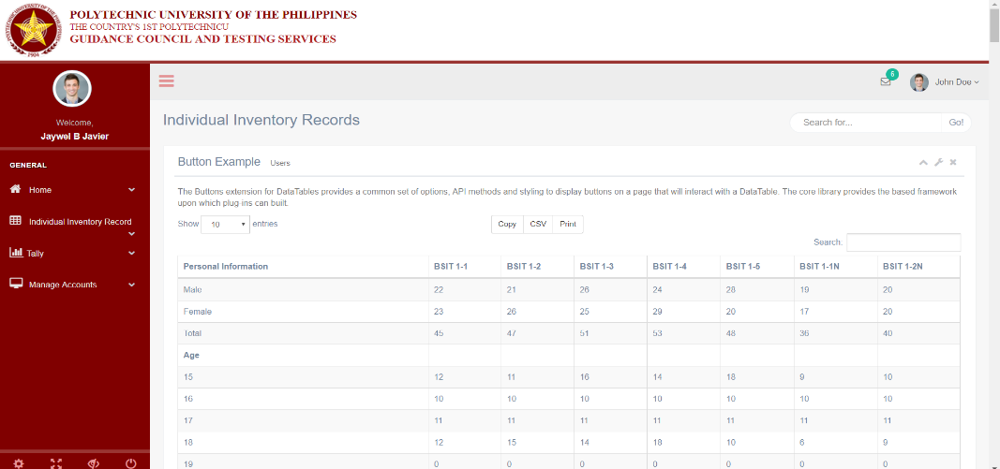 POLYTECHNIC UNIVERSITY OF THE PHILIPPINES
THE COUNTRY'S 1ST POLYTECHNICU
GUIDANCE COUNCIL AND TESTING SERVICES
POLYTECHNIC UNIVERSITY OF THE PHILIPPINES
1904
Welcome,
Jaywel B Javier
GENERAL
Home
Individual Inventory Record
Tally
Manage Accounts
6
John Doe
Individual Inventory Records
Search for... Go!
Button Example Users
The Buttons extension for DataTables provides a common set of options, API methods and styling to display buttons on a page that will interact with a DataTable. The core library provides the based framework
upon which plug-ins can built.
Show 10 entries Copy CSV Print
Search:
Personal Information BSIT 1-1 BSIT 1-2 BSIT 1-3 BSIT 1-4 BSIT 1-5 BSIT 1-1N BSIT 1-2N
Male 22 21 26 24 28 19 20
Female 23 26 25 29 20 17 20
Total 45 47 51 53 48 36 40
Age
15 12 11 16 14 18 9 10
16 10 10 10 10 10 10 10
17 11 11 11 11 11 11 11
18 12 15 14 18 10 6 9
19 0 0 0 0 0 0 0